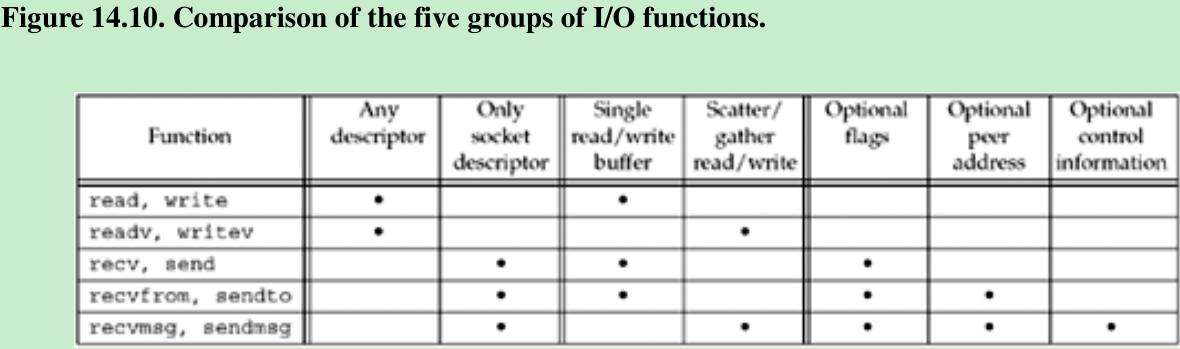 Figure 14.10. Comparison of the five groups of I/O functions.
Function | Any descriptor | Only socket descriptor | Single read/write buffer | Scatter/ gather read/write | Optional flags | Optional peer address | Optional control information
read, write | • | | • | | | |
readv, writev | • | | | • | | |
recv, send | | • | • | | • | |
recvfrom, sendto | | • | • | | • | • |
recvmsg, sendmsg | | • | | • | • | • | •